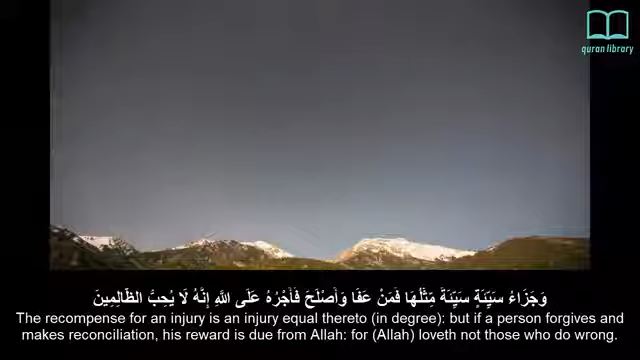 quran library
وَجَزَاءُ سَيِّئَةٍ سَيِّئَةٌ مِّثْلُهَا فَمَنْ عَفَا وَأَصْلَحَ فَأَجْرُهُ عَلَى اللَّهِ إِنَّهُ لَا يُحِبُّ الظَّالِمِينَ
The recompense for an injury is an injury equal thereto (in degree): but if a person forgives and
makes reconciliation, his reward is due from Allah: for (Allah) loveth not those who do wrong.